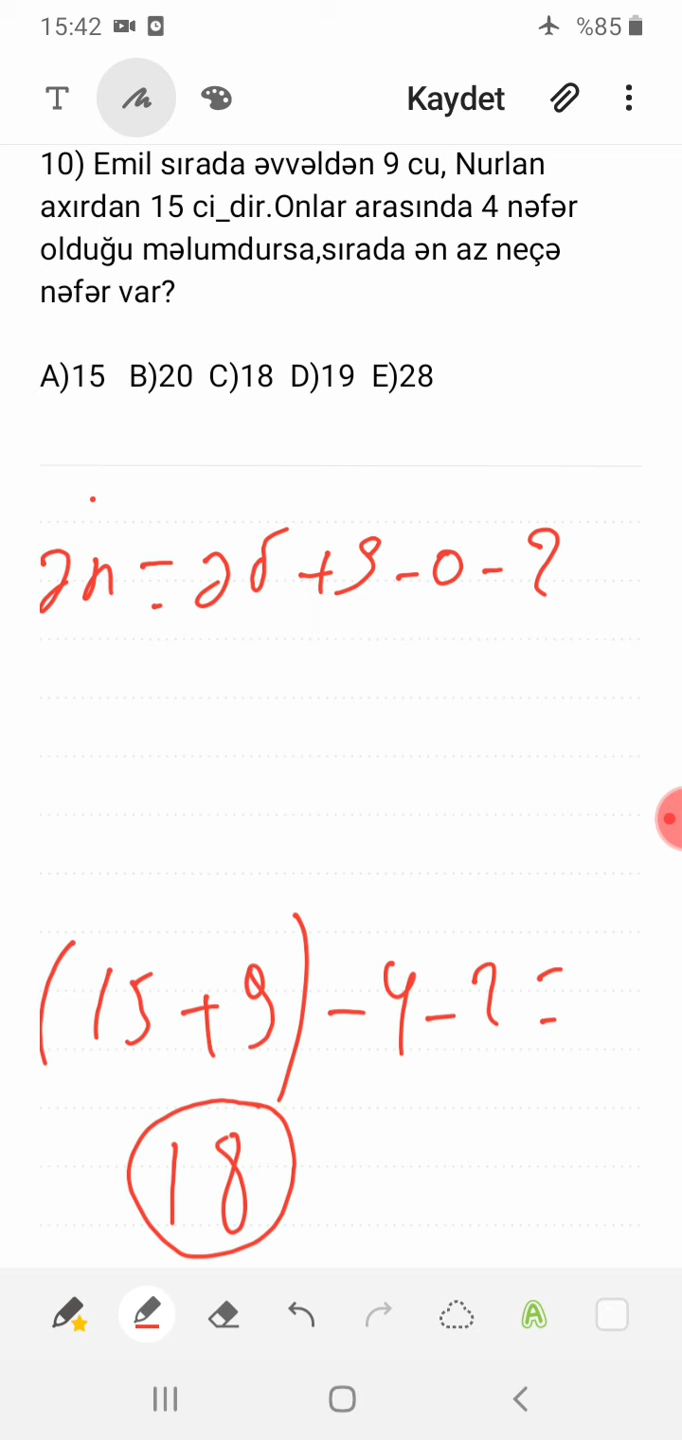 15:42 %85
T Kaydet
10) Emil sırada əvvəldən 9 cu, Nurlan
axırdan 15 ci_dir.Onlar arasında 4 nəfər
olduğu məlumdursa,sırada ən az neçə
nəfər var?
A)15 B)20 C)18 D)19 E)28
(15+9)-4-2=
18
A